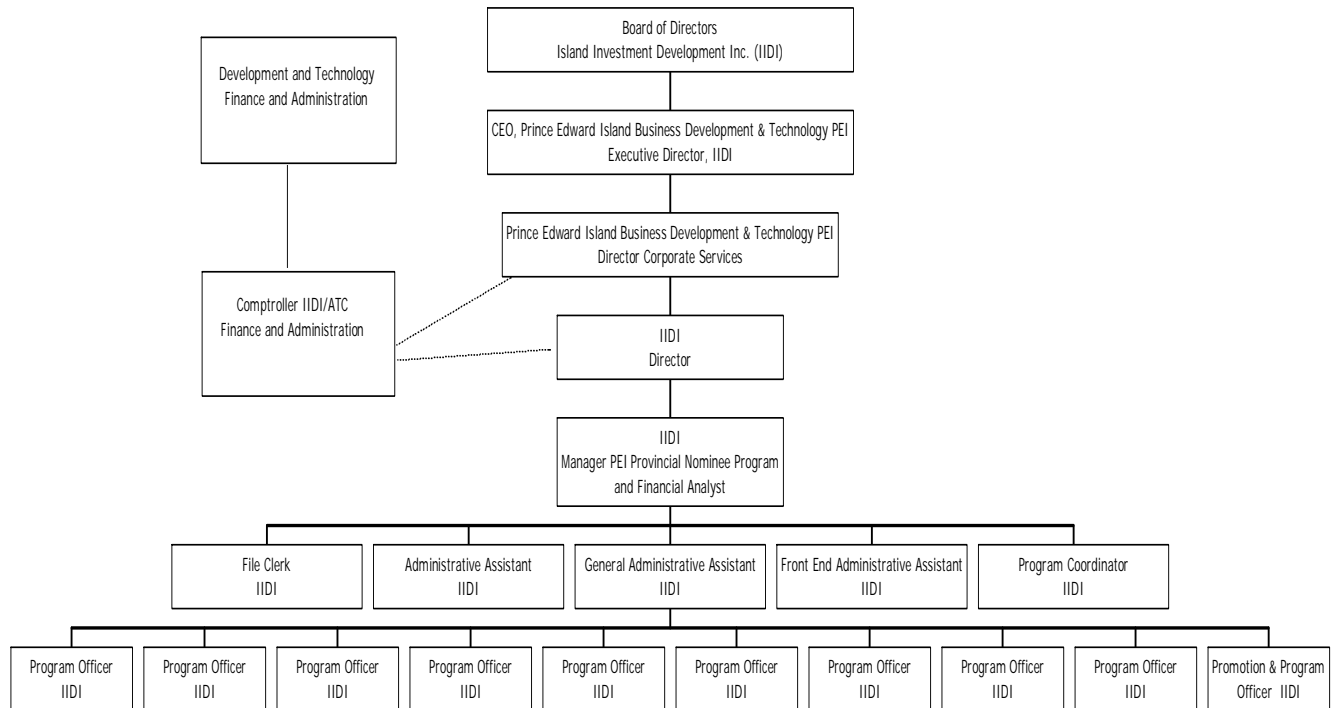 Board of Directors
Island Investment Development Inc. (IIDI)
Development and Technology
Finance and Administration
CEO, Prince Edward Island Business Development & Technology PEI
Executive Director, IIDI
Prince Edward Island Business Development & Technology PEI
Director Corporate Services
Comptroller IIDI/ATC
Finance and Administration
IIDI
Director
IIDI
Manager PEI Provincial Nominee Program
and Financial Analyst
File Clerk
IIDI
Administrative Assistant
IIDI
General Administrative Assistant
IIDI
Front End Administrative Assistant
IIDI
Program Coordinator
IIDI
Program Officer
IIDI
Program Officer
IIDI
Program Officer
IIDI
Program Officer
IIDI
Program Officer
IIDI
Program Officer
IIDI
Program Officer
IIDI
Program Officer
IIDI
Program Officer
IIDI
Promotion & Program
Officer IIDI